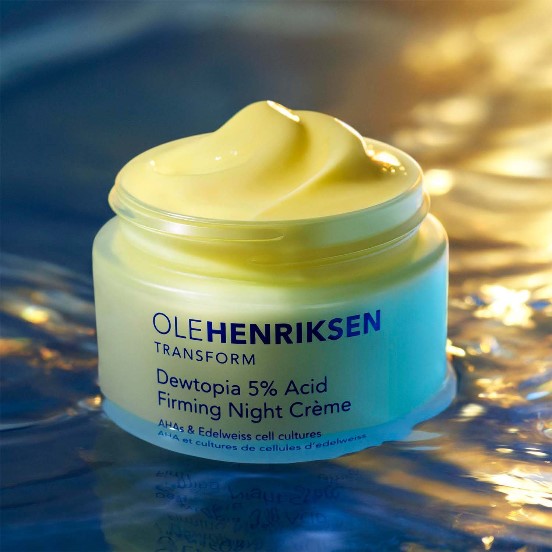 OLEHENRIKSEN
TRANSFORM
Dewtopia 5% Acid
Firming Night Crème
AHAs & Edelweiss cell cultures
AHA et cultures de cellules d'edelweiss